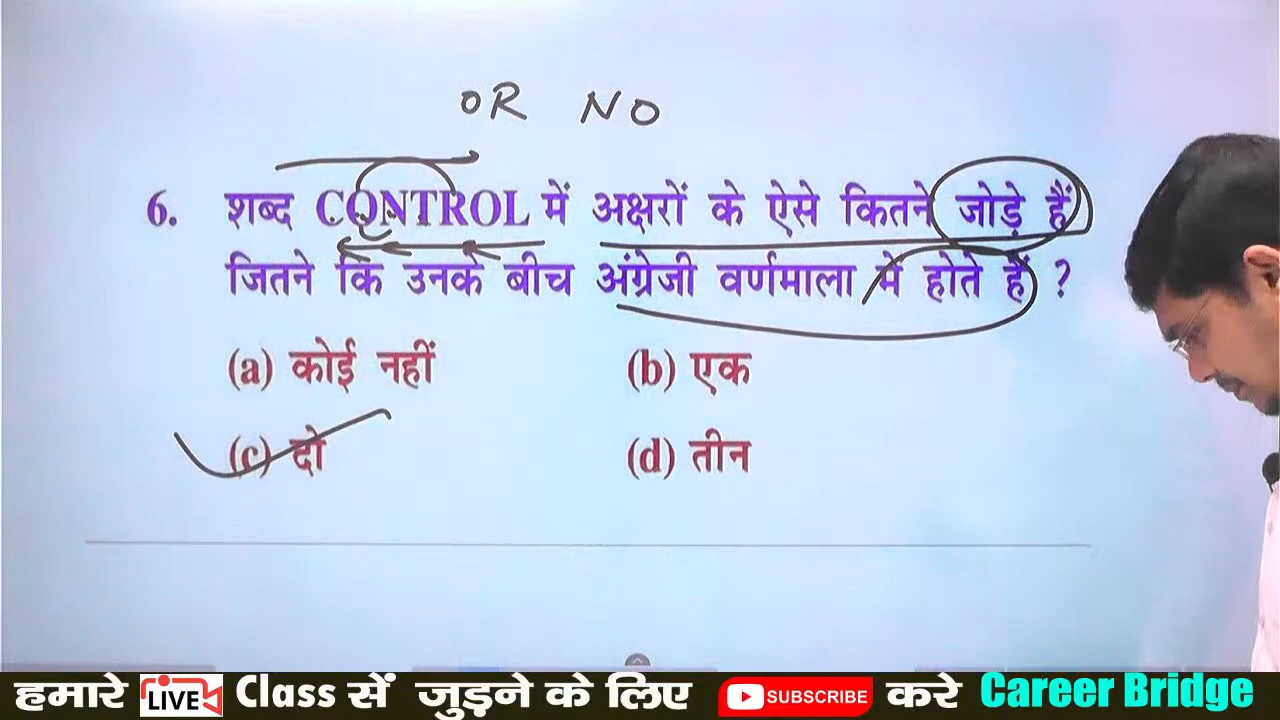 OR NO
6. शब्द CONTROL में अक्षरों के ऐसे कितने जोड़े हैं
जितने कि उनके बीच अंग्रेजी वर्णमाला में होते हैं ?
(a) कोई नहीं (b) एक
(c) दो (d) तीन
हमारे LIVE Class सें जुड़ने के लिए SUBSCRIBE करे Career Bridge